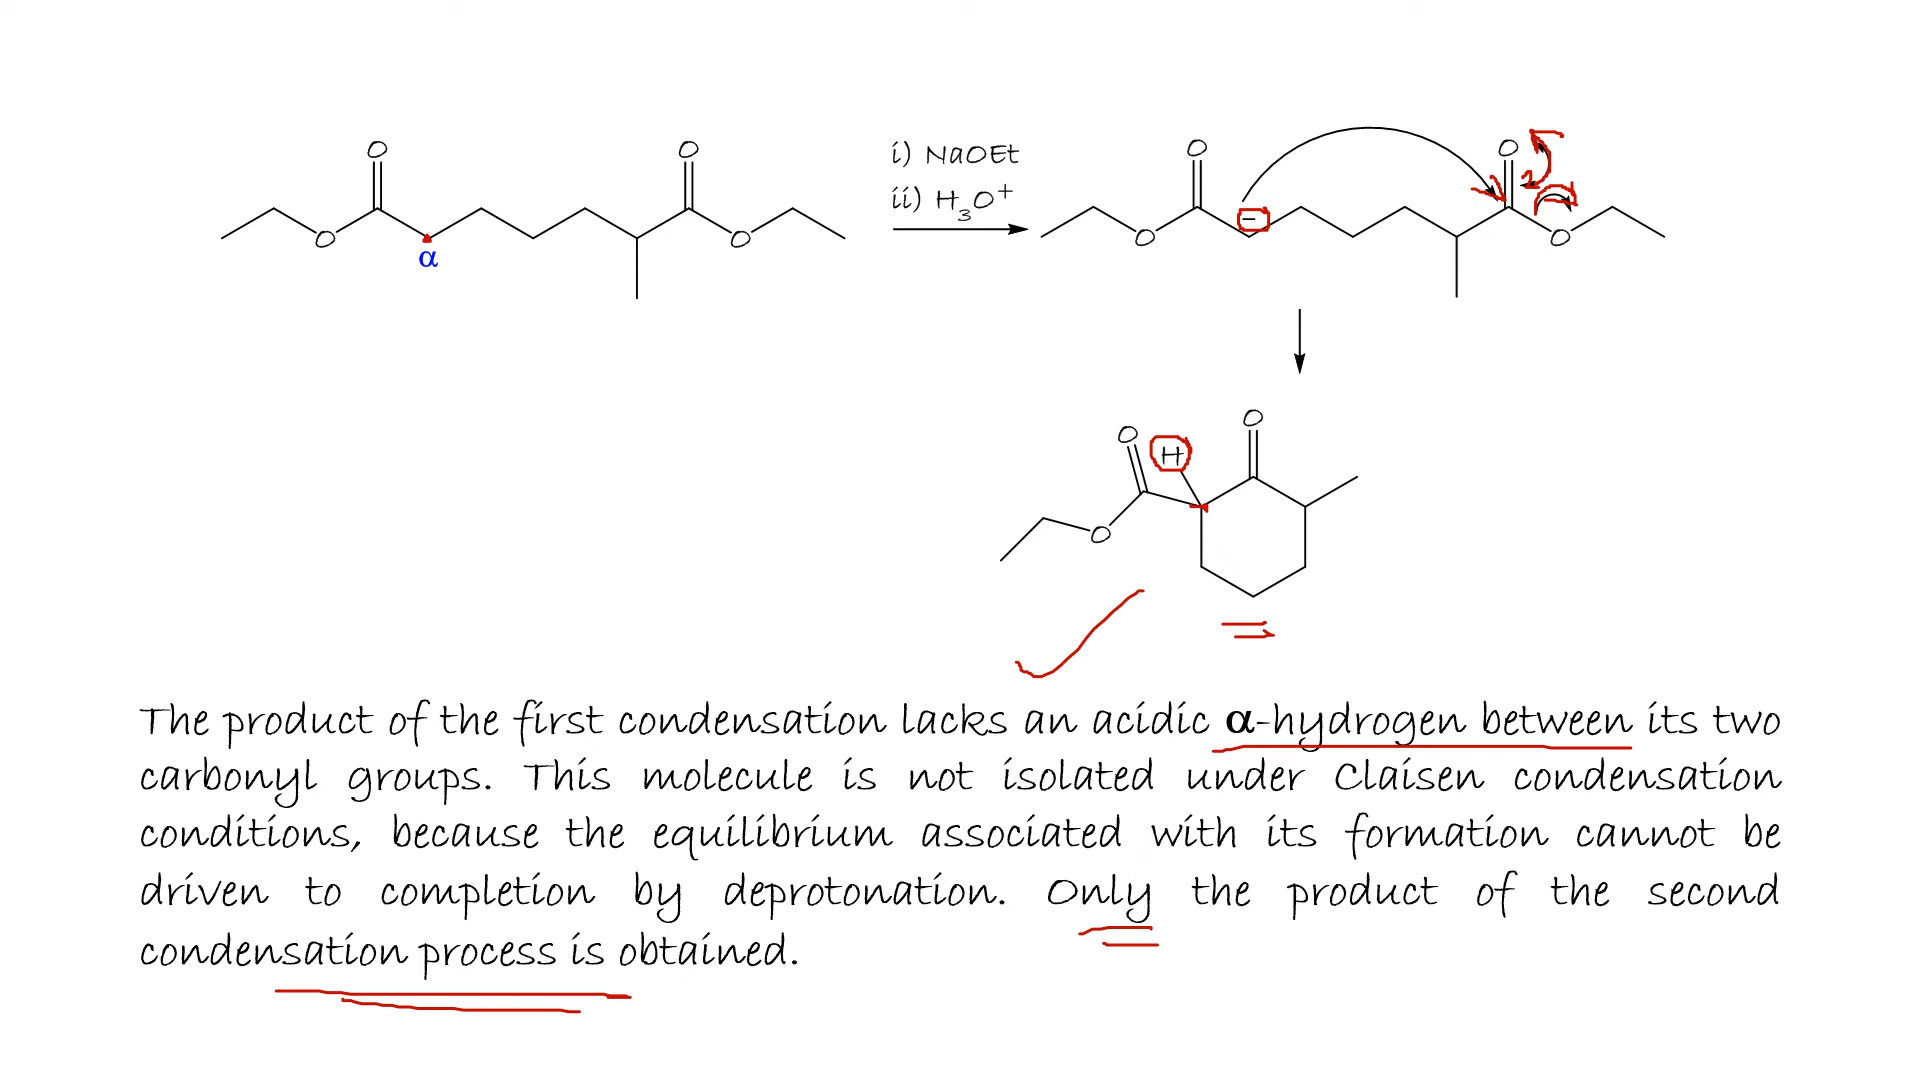 O O i) NaOEt O O
ii) H₃O⁺
O O O − O
α
O O H
O
The product of the first condensation lacks an acidic α-hydrogen between its two
carbonyl groups. This molecule is not isolated under Claisen condensation
conditions, because the equilibrium associated with its formation cannot be
driven to completion by deprotonation. Only the product of the second
condensation process is obtained.